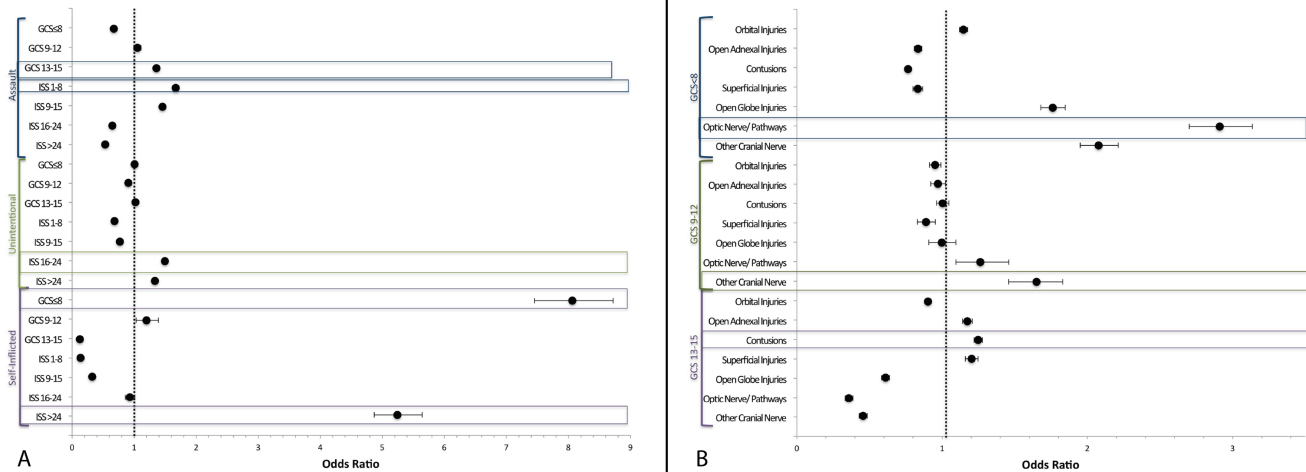 Assault
GCS≤8
GCS 9-12
GCS 13-15
ISS 1-8
ISS 9-15
ISS 16-24
ISS >24
Unintentional
GCS≤8
GCS 9-12
GCS 13-15
ISS 1-8
ISS 9-15
ISS 16-24
ISS >24
Self-Inflicted
GCS≤8
GCS 9-12
GCS 13-15
ISS 1-8
ISS 9-15
ISS 16-24
ISS >24
0 1 2 3 4 5 6 7 8 9
Odds Ratio
A
GCS<8
Orbital Injuries
Open Adnexal Injuries
Contusions
Superficial Injuries
Open Globe Injuries
Optic Nerve/ Pathways
Other Cranial Nerve
GCS 9-12
Orbital Injuries
Open Adnexal Injuries
Contusions
Superficial Injuries
Open Globe Injuries
Optic Nerve/ Pathways
Other Cranial Nerve
GCS 13-15
Orbital Injuries
Open Adnexal Injuries
Contusions
Superficial Injuries
Open Globe Injuries
Optic Nerve/ Pathways
Other Cranial Nerve
0 1 2 3
Odds Ratio
B